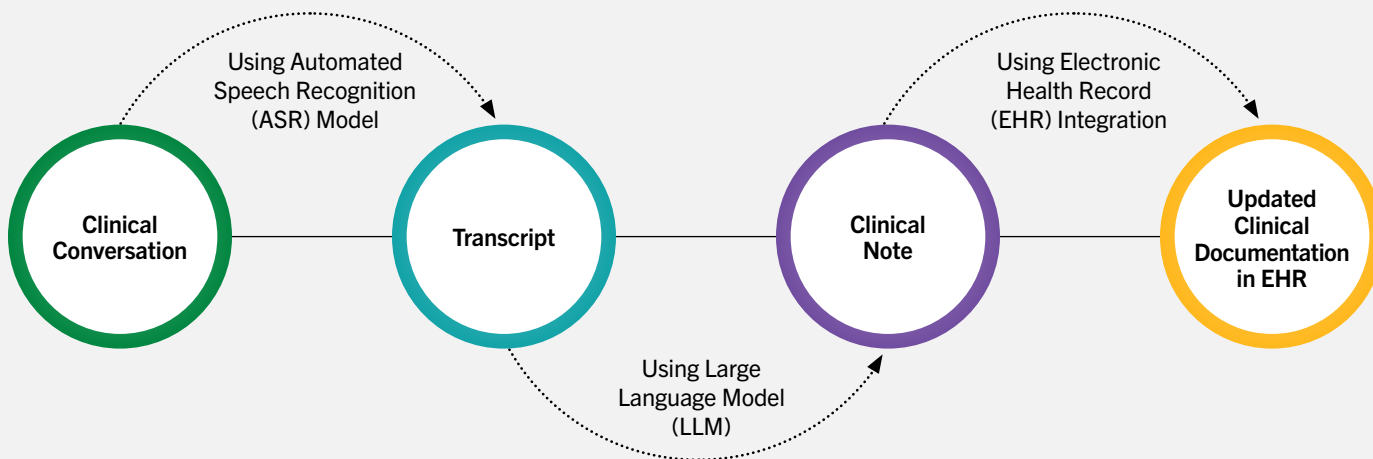 Using Automated
Speech Recognition
(ASR) Model
Using Electronic
Health Record
(EHR) Integration
Clinical
Conversation
Transcript
Clinical
Note
Updated
Clinical
Documentation
in EHR
Using Large
Language Model
(LLM)